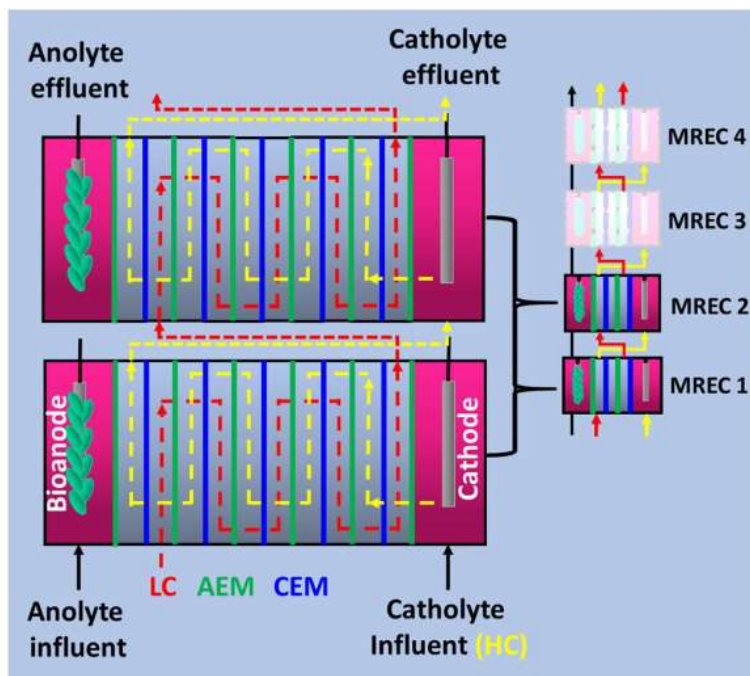 Anolyte
effluent
Catholyte
effluent
MREC 4
MREC 3
MREC 2
MREC 1
Bioanode
Cathode
LC AEM CEM
Anolyte
influent
Catholyte
Influent (HC)